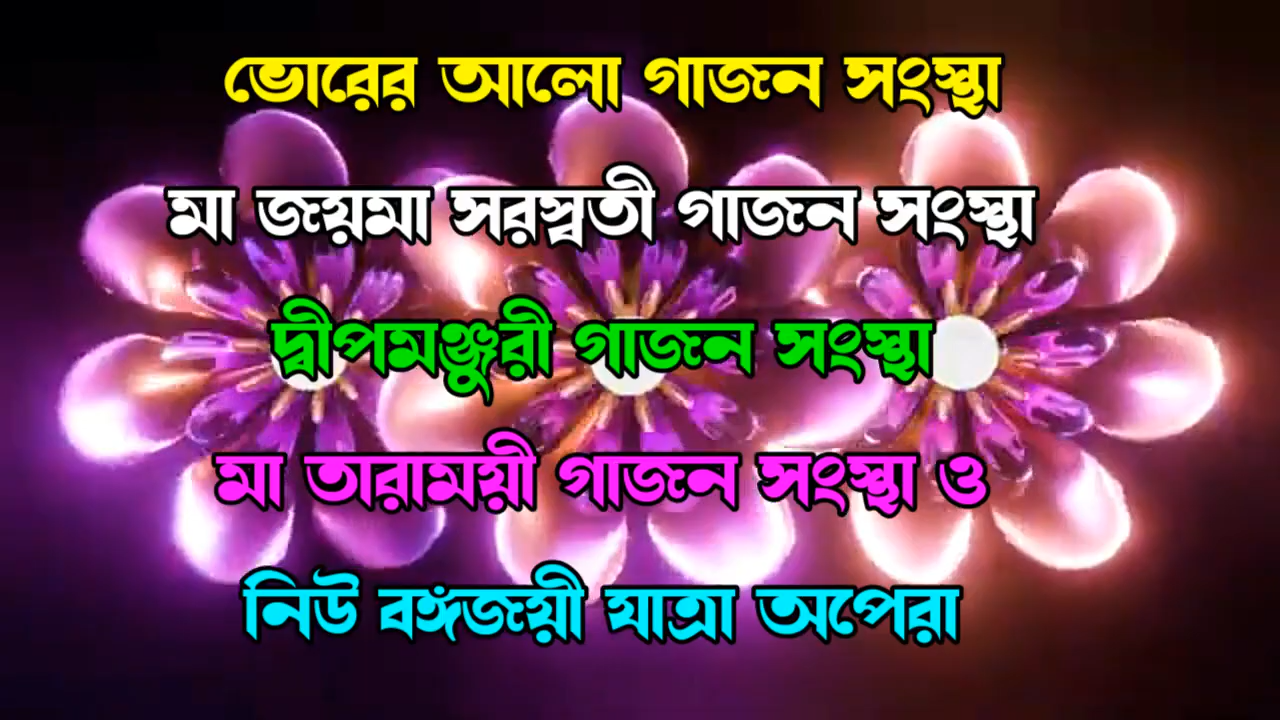 ভোরের আলো গাজন সংস্থা
মা জয়মা সরস্বতী গাজন সংস্থা
দ্বীপমঞ্জুরী গাজন সংস্থা
মা তারাময়ী গাজন সংস্থা ও
নিউ বঙ্গজয়ী যাত্রা অপেরা